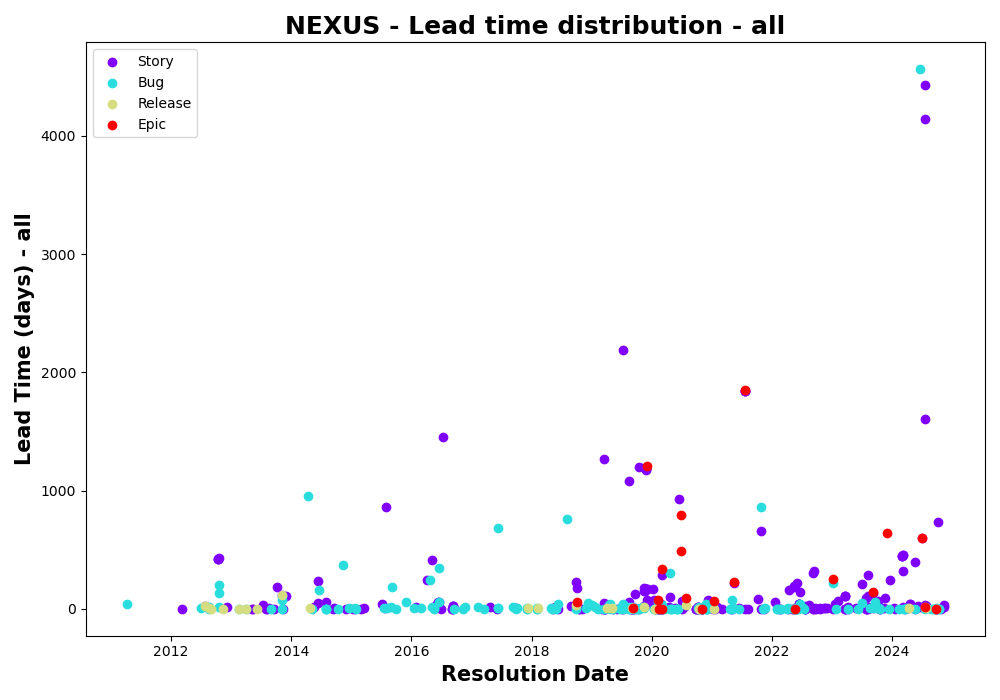 NEXUS - Lead time distribution - all
Story
Bug
Release
Epic
4000
3000
2000
1000
0
Lead Time (days) - all
2012 2014 2016 2018 2020 2022 2024
Resolution Date